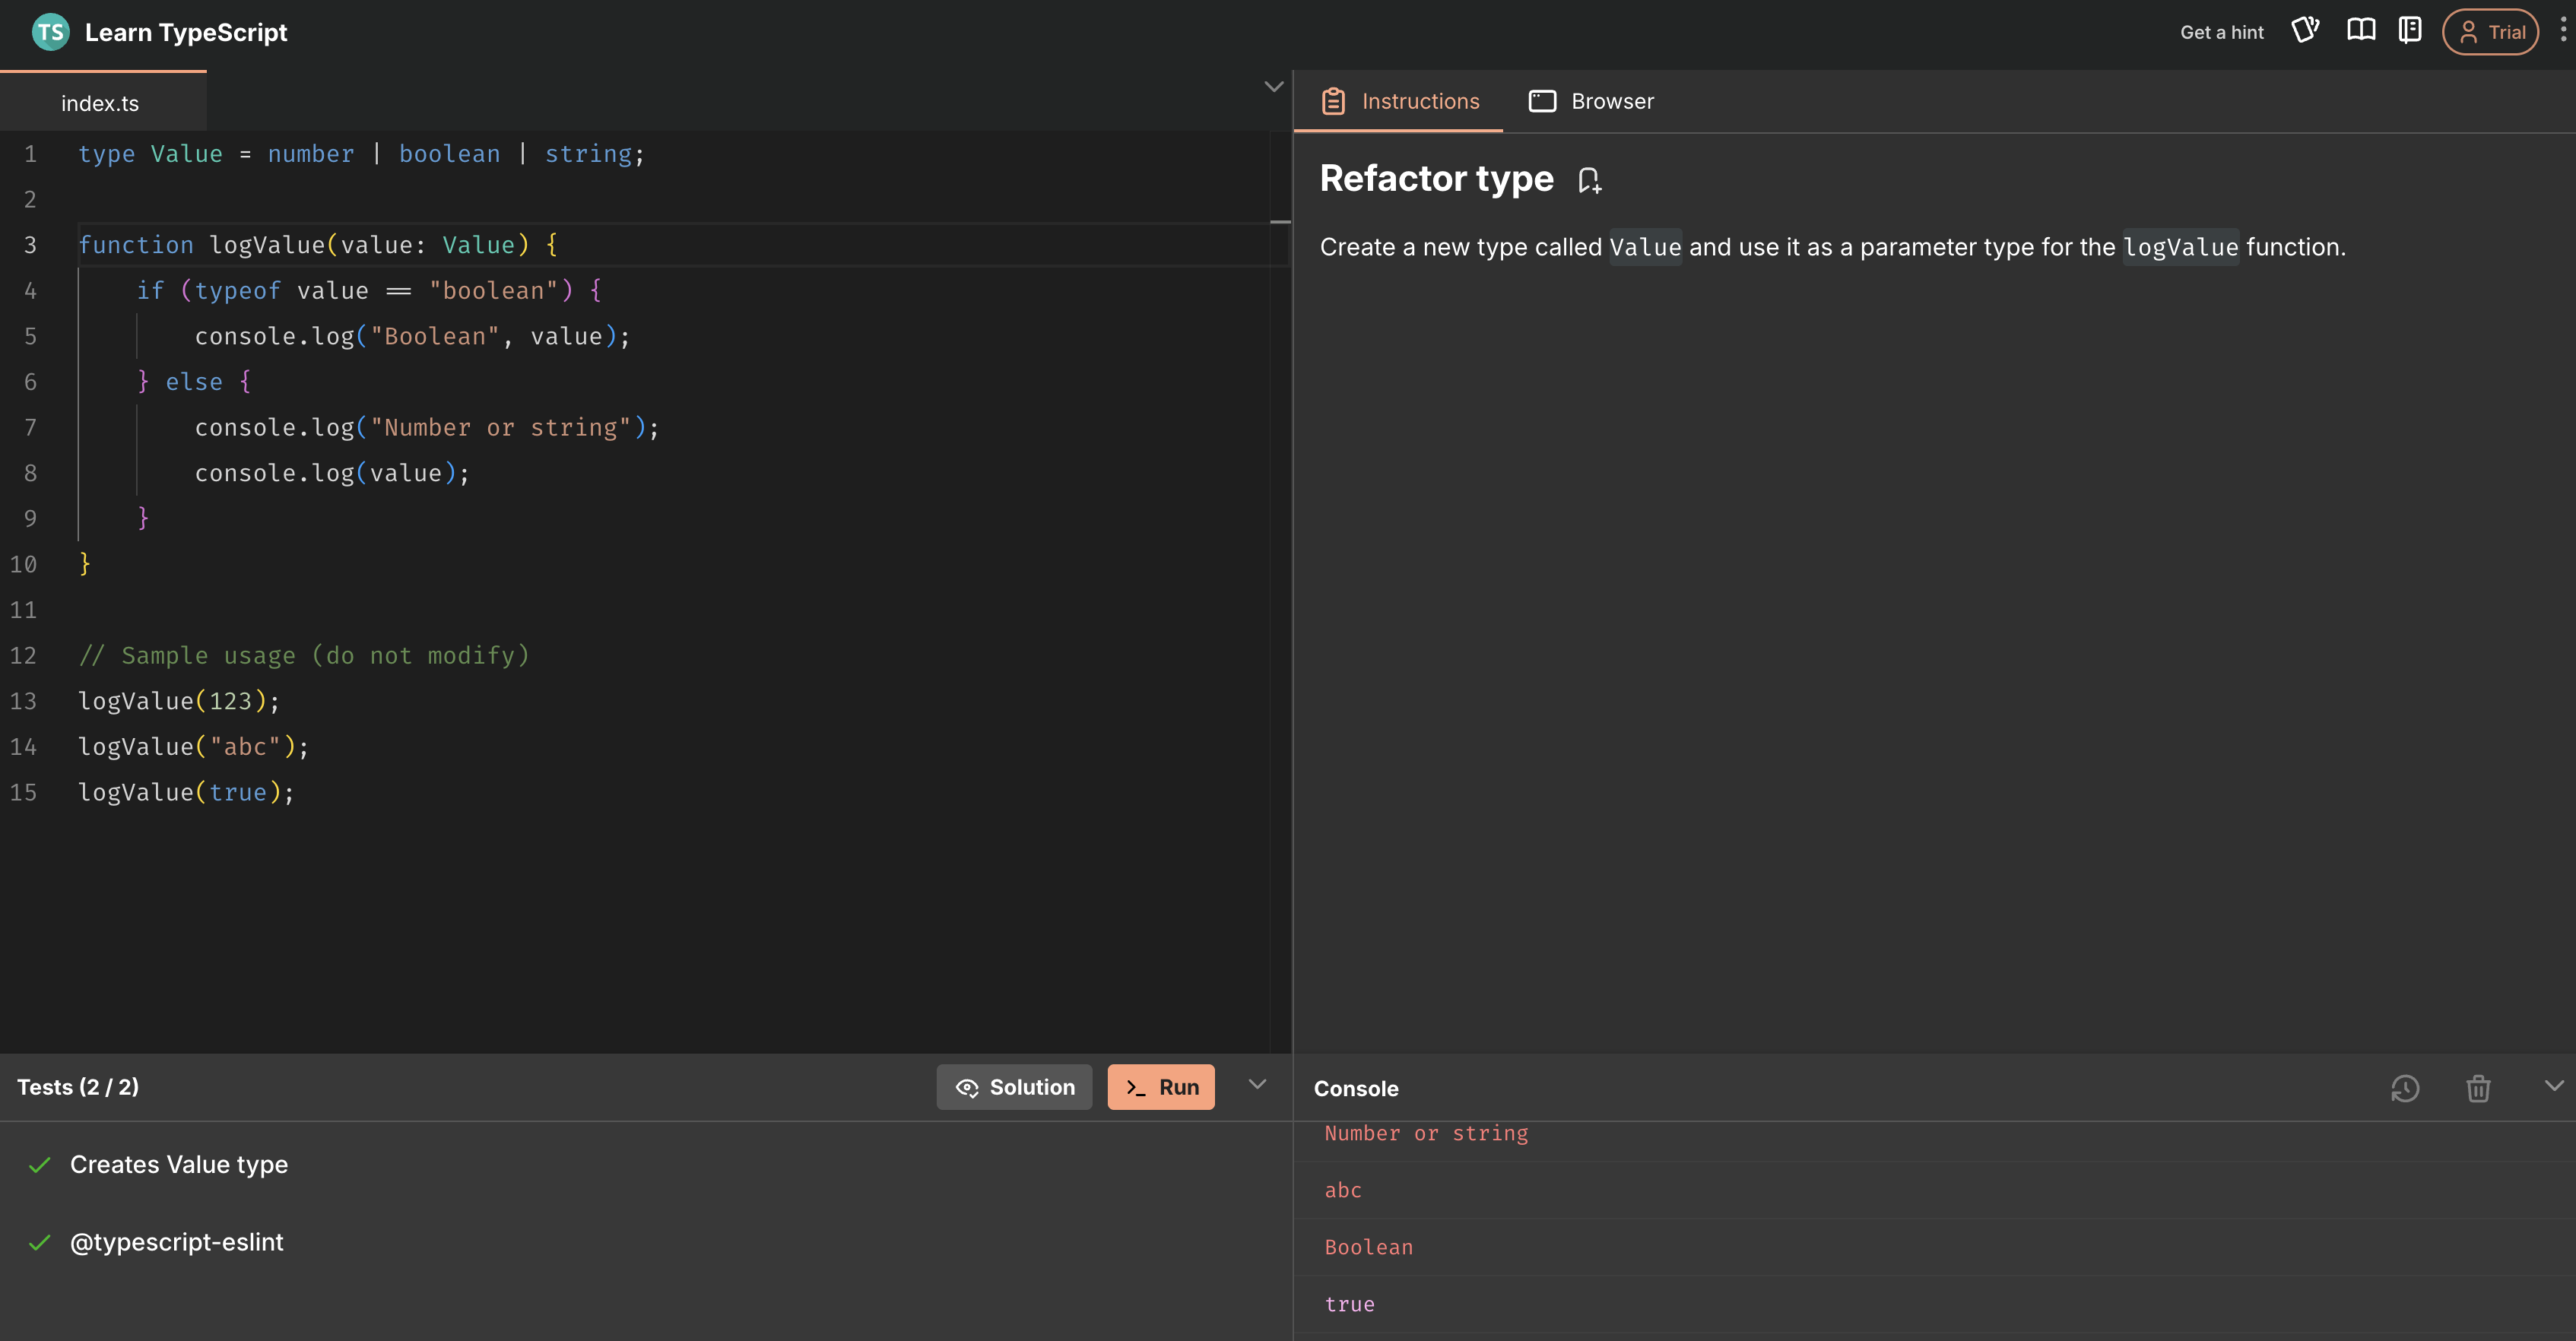 TS Learn TypeScript
Get a hint
Trial
index.ts
1 type Value = number | boolean | string;
2
3 function logValue(value: Value) {
4 if (typeof value == "boolean") {
5 console.log("Boolean", value);
6 } else {
7 console.log("Number or string");
8 console.log(value);
9 }
10 }
11
12 // Sample usage (do not modify)
13 logValue(123);
14 logValue("abc");
15 logValue(true);
Instructions
Browser
Refactor type
Create a new type called Value and use it as a parameter type for the logValue function.
Tests (2 / 2)
Solution
>_ Run
Creates Value type
@typescript-eslint
Console
Number or string
abc
Boolean
true